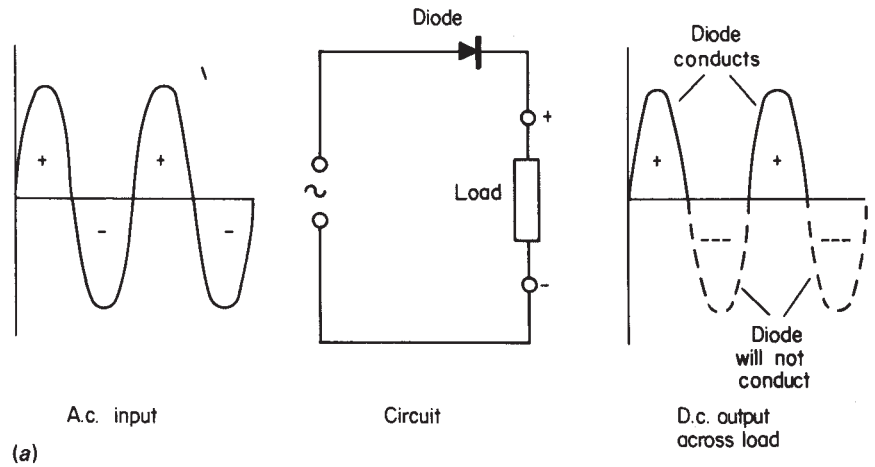 Diode
Diode
conducts
+
+
-
-
~
Load
+
-
+
+
----
----
Diode
will not
conduct
A.c. input
Circuit
D.c. output
across load
(a)